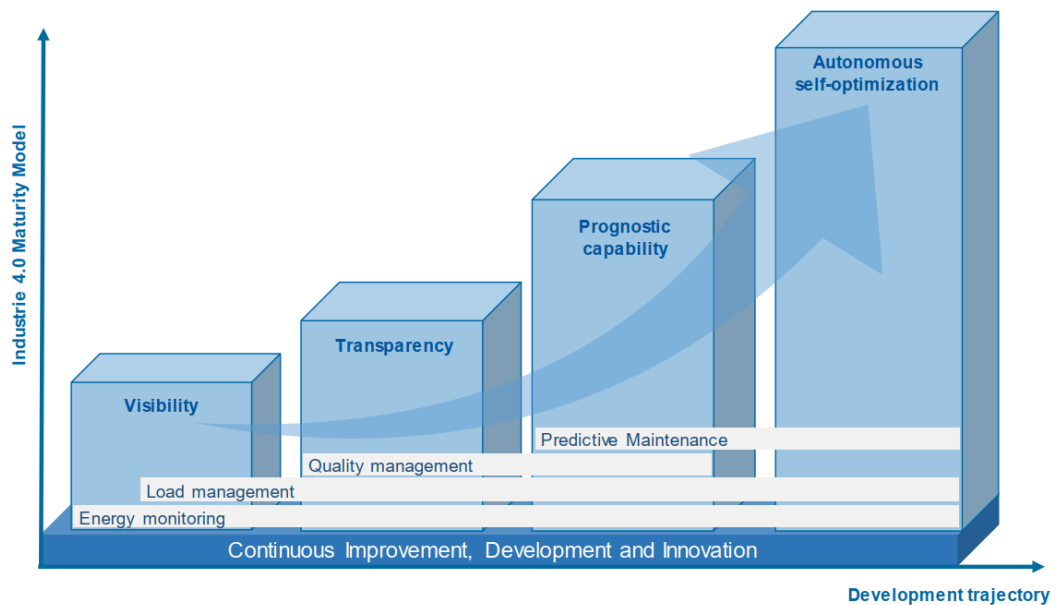 Industrie 4.0 Maturity Model
Autonomous
self-optimization
Prognostic
capability
Transparency
Visibility
Predictive Maintenance
Quality management
Load management
Energy monitoring
Continuous Improvement, Development and Innovation
Development trajectory